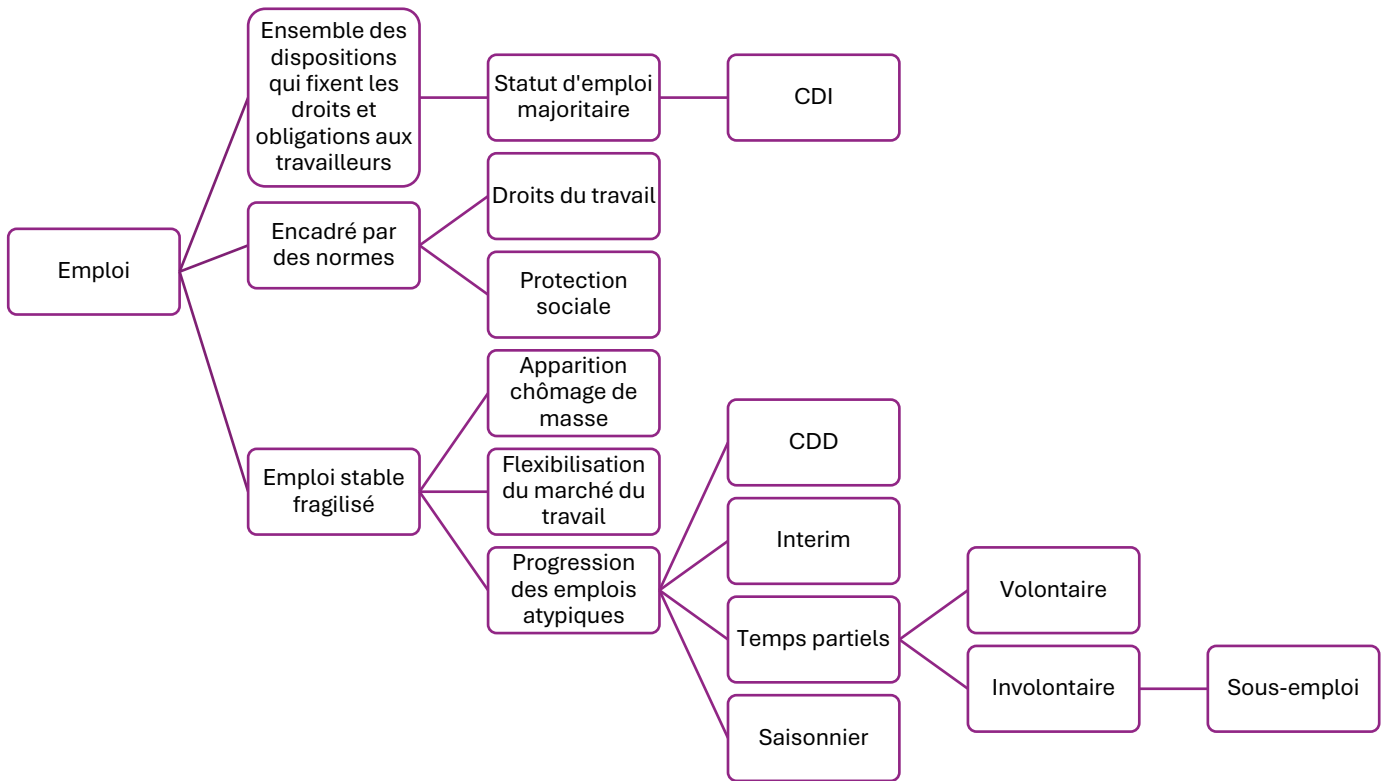 Emploi
Ensemble des
dispositions
qui fixent les
droits et
obligations aux
travailleurs
Statut d'emploi
majoritaire
CDI
Encadré par
des normes
Droits du travail
Protection
sociale
Emploi stable
fragilisé
Apparition
chômage de
masse
Flexibilisation
du marché du
travail
Progression
des emplois
atypiques
CDD
Interim
Temps partiels
Volontaire
Involontaire
Sous-emploi
Saisonnier